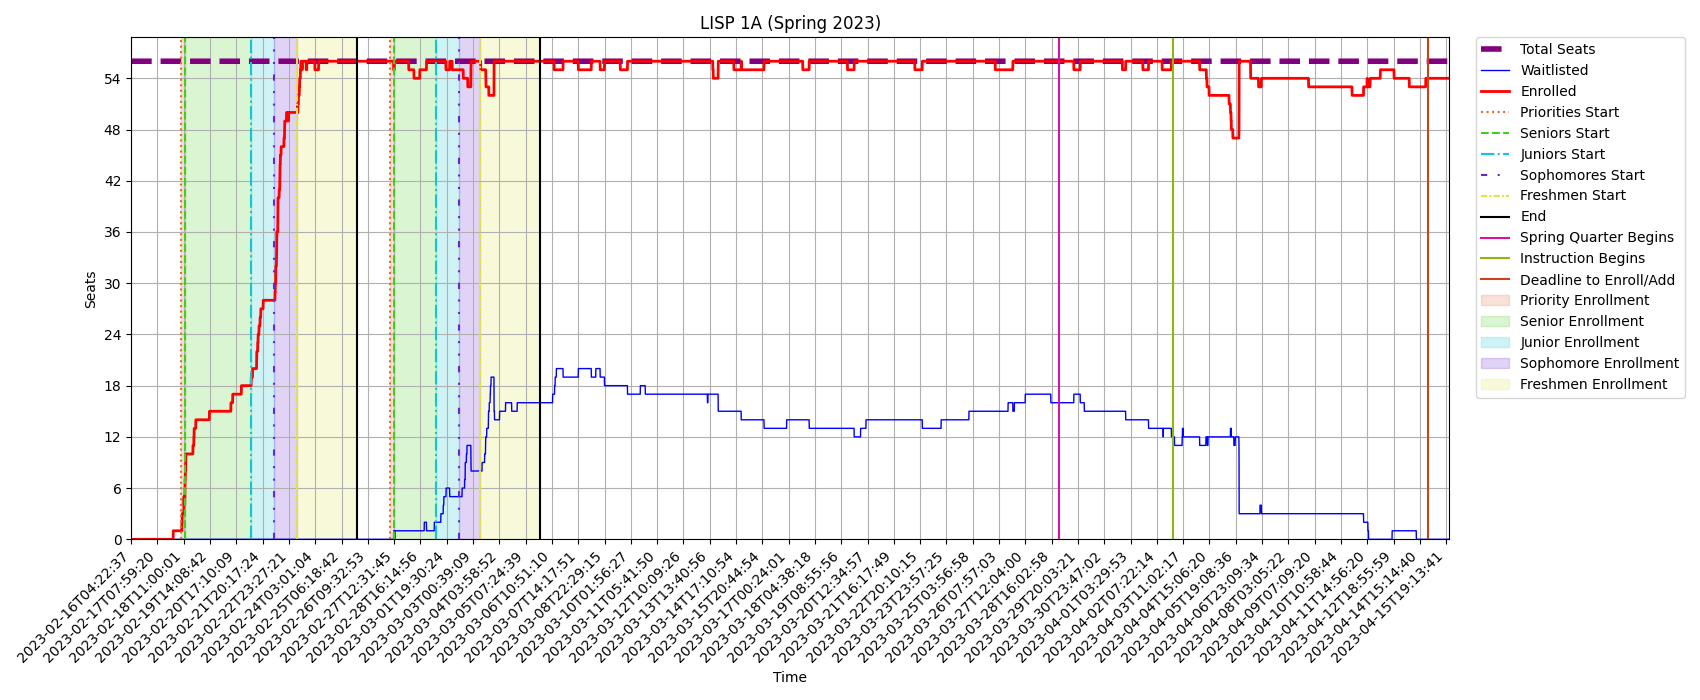 LISP 1A (Spring 2023)
Seats
54
48
42
36
30
24
18
12
6
0
2023-02-16T04:22:37
2023-02-17T07:59:20
2023-02-18T11:00:01
2023-02-19T14:08:42
2023-02-20T17:10:09
2023-02-21T20:17:24
2023-02-22T23:27:21
2023-02-24T03:01:04
2023-02-25T06:18:42
2023-02-26T09:32:53
2023-02-27T12:31:45
2023-02-28T16:14:56
2023-03-01T19:30:24
2023-03-03T00:39:09
2023-03-04T03:58:52
2023-03-05T07:24:39
2023-03-06T10:51:10
2023-03-07T14:17:51
2023-03-08T22:29:15
2023-03-10T01:56:27
2023-03-11T05:41:50
2023-03-12T10:09:26
2023-03-13T13:40:56
2023-03-14T17:10:54
2023-03-15T20:44:54
2023-03-17T00:24:01
2023-03-18T04:38:18
2023-03-19T08:55:56
2023-03-20T12:34:57
2023-03-21T16:17:49
2023-03-22T20:10:15
2023-03-23T23:57:25
2023-03-25T03:56:58
2023-03-26T07:57:03
2023-03-27T12:04:00
2023-03-28T16:02:58
2023-03-29T20:03:21
2023-03-30T23:47:02
2023-04-01T03:29:53
2023-04-02T07:22:14
2023-04-03T11:02:17
2023-04-04T15:06:20
2023-04-05T19:08:36
2023-04-06T23:09:34
2023-04-08T03:05:22
2023-04-09T07:09:20
2023-04-10T10:58:44
2023-04-11T14:56:20
2023-04-12T18:55:59
2023-04-14T15:14:40
2023-04-15T19:13:41
Time
Total Seats
Waitlisted
Enrolled
Priorities Start
Seniors Start
Juniors Start
Sophomores Start
Freshmen Start
End
Spring Quarter Begins
Instruction Begins
Deadline to Enroll/Add
Priority Enrollment
Senior Enrollment
Junior Enrollment
Sophomore Enrollment
Freshmen Enrollment